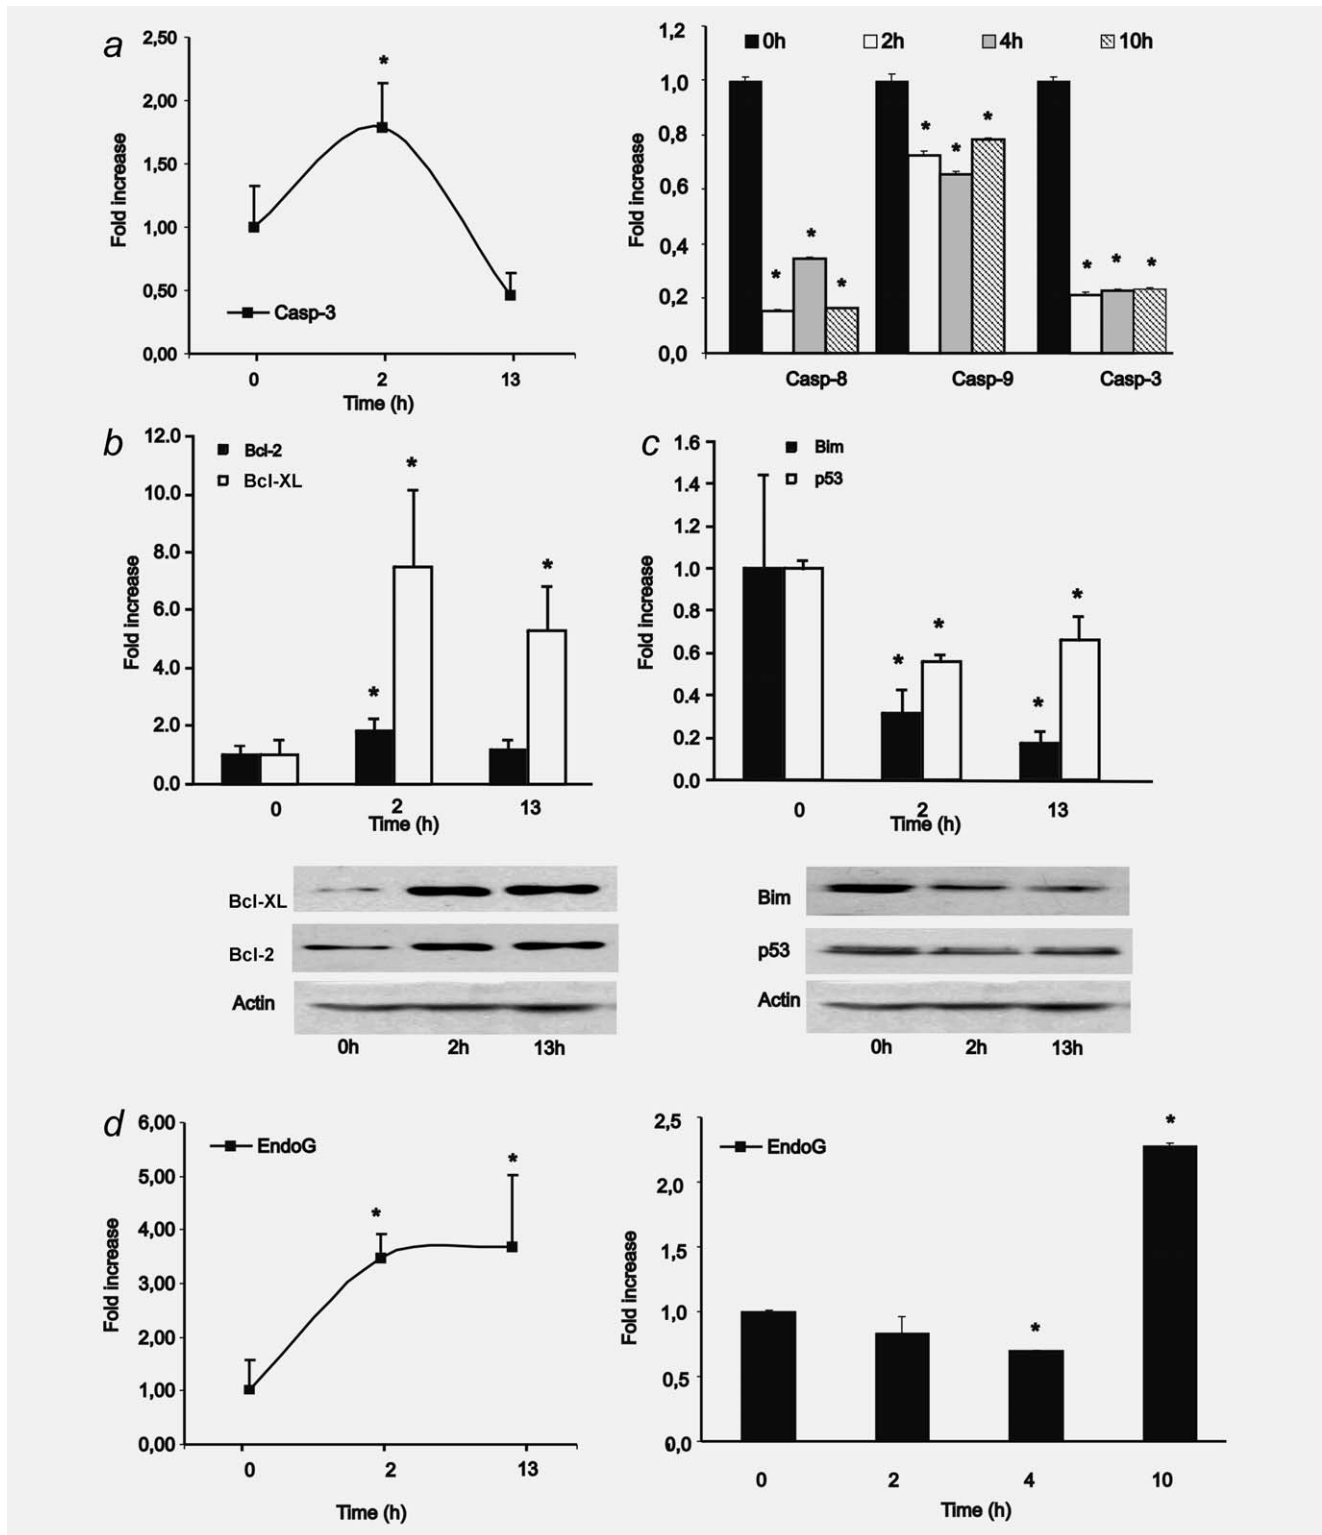 a
2,50
2,00
1,50
1,00
0,50
0,00
Fold increase
*
Casp-3
0 2 13
Time (h)
1,2
1,0
0,8
0,6
0,4
0,2
0,0
Fold increase
0h 2h 4h 10h
* * *
* * *
* * *
Casp-8 Casp-9 Casp-3
b
12.0
10.0
8.0
6.0
4.0
2.0
0.0
Fold increase
Bcl-2
Bcl-XL
* * *
0 2 13
Time (h)
c
1.6
1.4
1.2
1.0
0.8
0.6
0.4
0.2
0.0
Fold increase
Bim
p53
* * * *
0 2 13
Time (h)
Bcl-XL
Bcl-2
Actin
0h 2h 13h
Bim
p53
Actin
0h 2h 13h
d
6,00
5,00
4,00
3,00
2,00
1,00
0,00
Fold increase
EndoG
* *
0 2 13
Time (h)
2,5
2,0
1,5
1,0
0,5
0,0
Fold increase
EndoG
* *
0 2 4 10
Time (h)